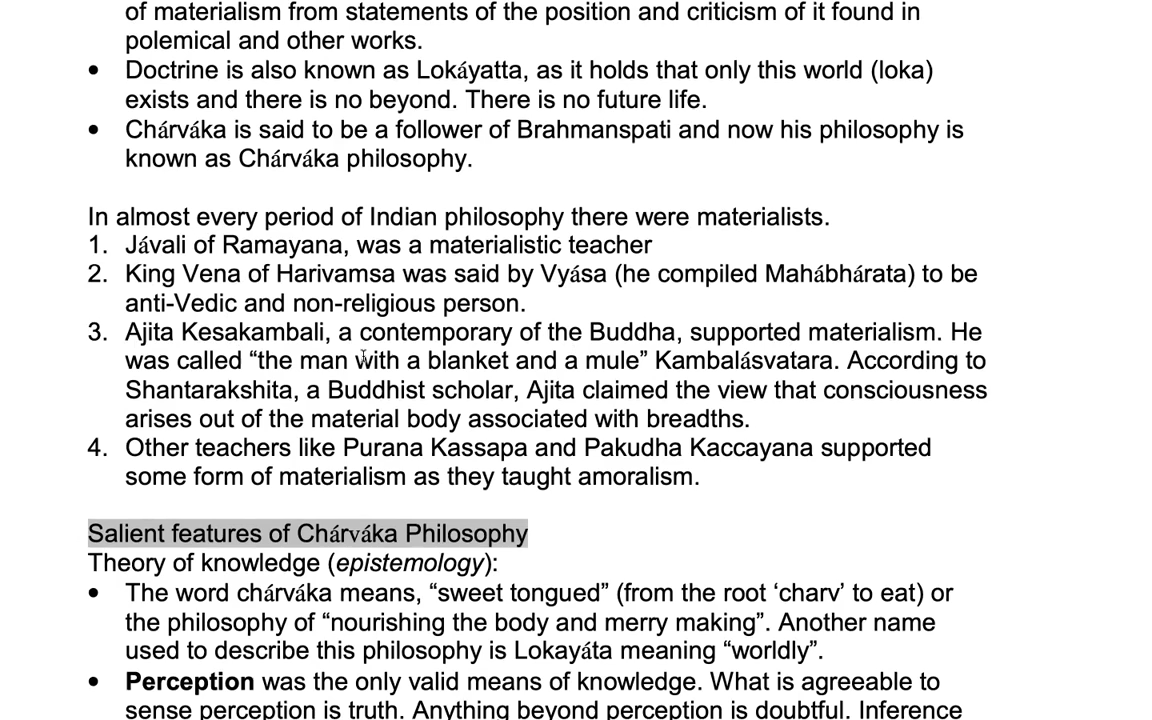 of materialism from statements of the position and criticism of it found in
polemical and other works.
• Doctrine is also known as Lokáyatta, as it holds that only this world (loka)
exists and there is no beyond. There is no future life.
• Chárváka is said to be a follower of Brahmanspati and now his philosophy is
known as Chárváka philosophy.
In almost every period of Indian philosophy there were materialists.
1. Jávali of Ramayana, was a materialistic teacher
2. King Vena of Harivamsa was said by Vyása (he compiled Mahábhárata) to be
anti-Vedic and non-religious person.
3. Ajita Kesakambali, a contemporary of the Buddha, supported materialism. He
was called “the man with a blanket and a mule” Kambalásvatara. According to
Shantarakshita, a Buddhist scholar, Ajita claimed the view that consciousness
arises out of the material body associated with breadths.
4. Other teachers like Purana Kassapa and Pakudha Kaccayana supported
some form of materialism as they taught amoralism.
Salient features of Chárváka Philosophy
Theory of knowledge (epistemology):
• The word chárváka means, “sweet tongued” (from the root ‘charv’ to eat) or
the philosophy of “nourishing the body and merry making”. Another name
used to describe this philosophy is Lokayáta meaning “worldly”.
• Perception was the only valid means of knowledge. What is agreeable to
sense perception is truth. Anything beyond perception is doubtful. Inference